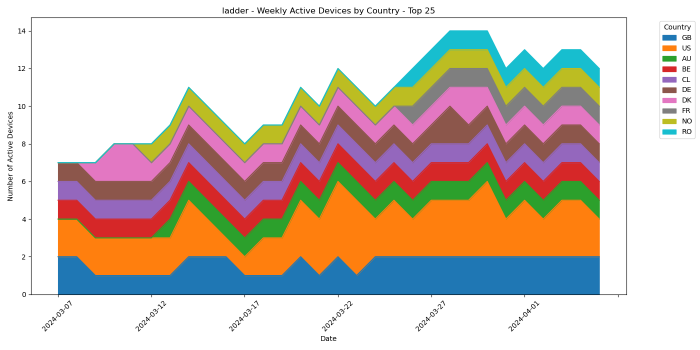 ladder - Weekly Active Devices by Country - Top 25
Number of Active Devices
14
12
10
8
6
4
2
0
2024-03-07
2024-03-12
2024-03-17
2024-03-22
2024-03-27
2024-04-01
Date
Country
GB
US
AU
BE
CL
DE
DK
FR
NO
RO